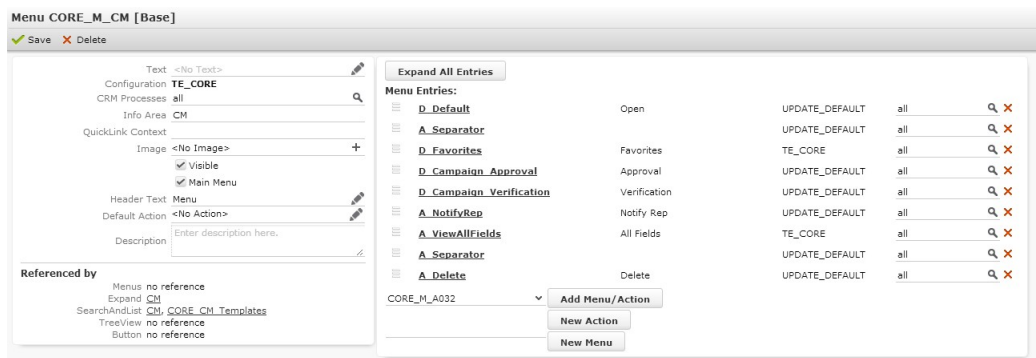 Menu CORE_M_CM [Base]
Save Delete
Text <No Text>
Configuration TE_CORE
CRM Processes all
Info Area CM
QuickLink Context
Image <No Image>
Visible
Main Menu
Header Text Menu
Default Action <No Action>
Description Enter description here.
Referenced by
Menus no reference
Expand CM
SearchAndList CM, CORE_CM_Templates
TreeView no reference
Button no reference
Expand All Entries
Menu Entries:
D_Default Open UPDATE_DEFAULT all
A_Separator UPDATE_DEFAULT all
D_Favorites Favorites TE_CORE all
D_Campaign_Approval Approval UPDATE_DEFAULT all
D_Campaign_Verification Verification UPDATE_DEFAULT all
A_NotifyRep Notify Rep UPDATE_DEFAULT all
A_ViewAllFields All Fields TE_CORE all
A_Separator UPDATE_DEFAULT all
A_Delete Delete UPDATE_DEFAULT all
CORE_M_A032 Add Menu/Action
New Action
New Menu